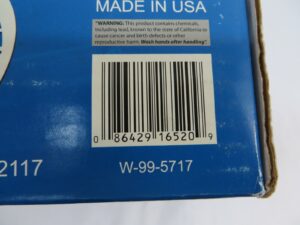 MADE IN USA
"WARNING: This product contains chemicals,
including lead, known to the state of California to
cause cancer and birth defects or other
reproductive harm. Wash hands after handling"
0 86429 16520 9
2117
W-99-5717